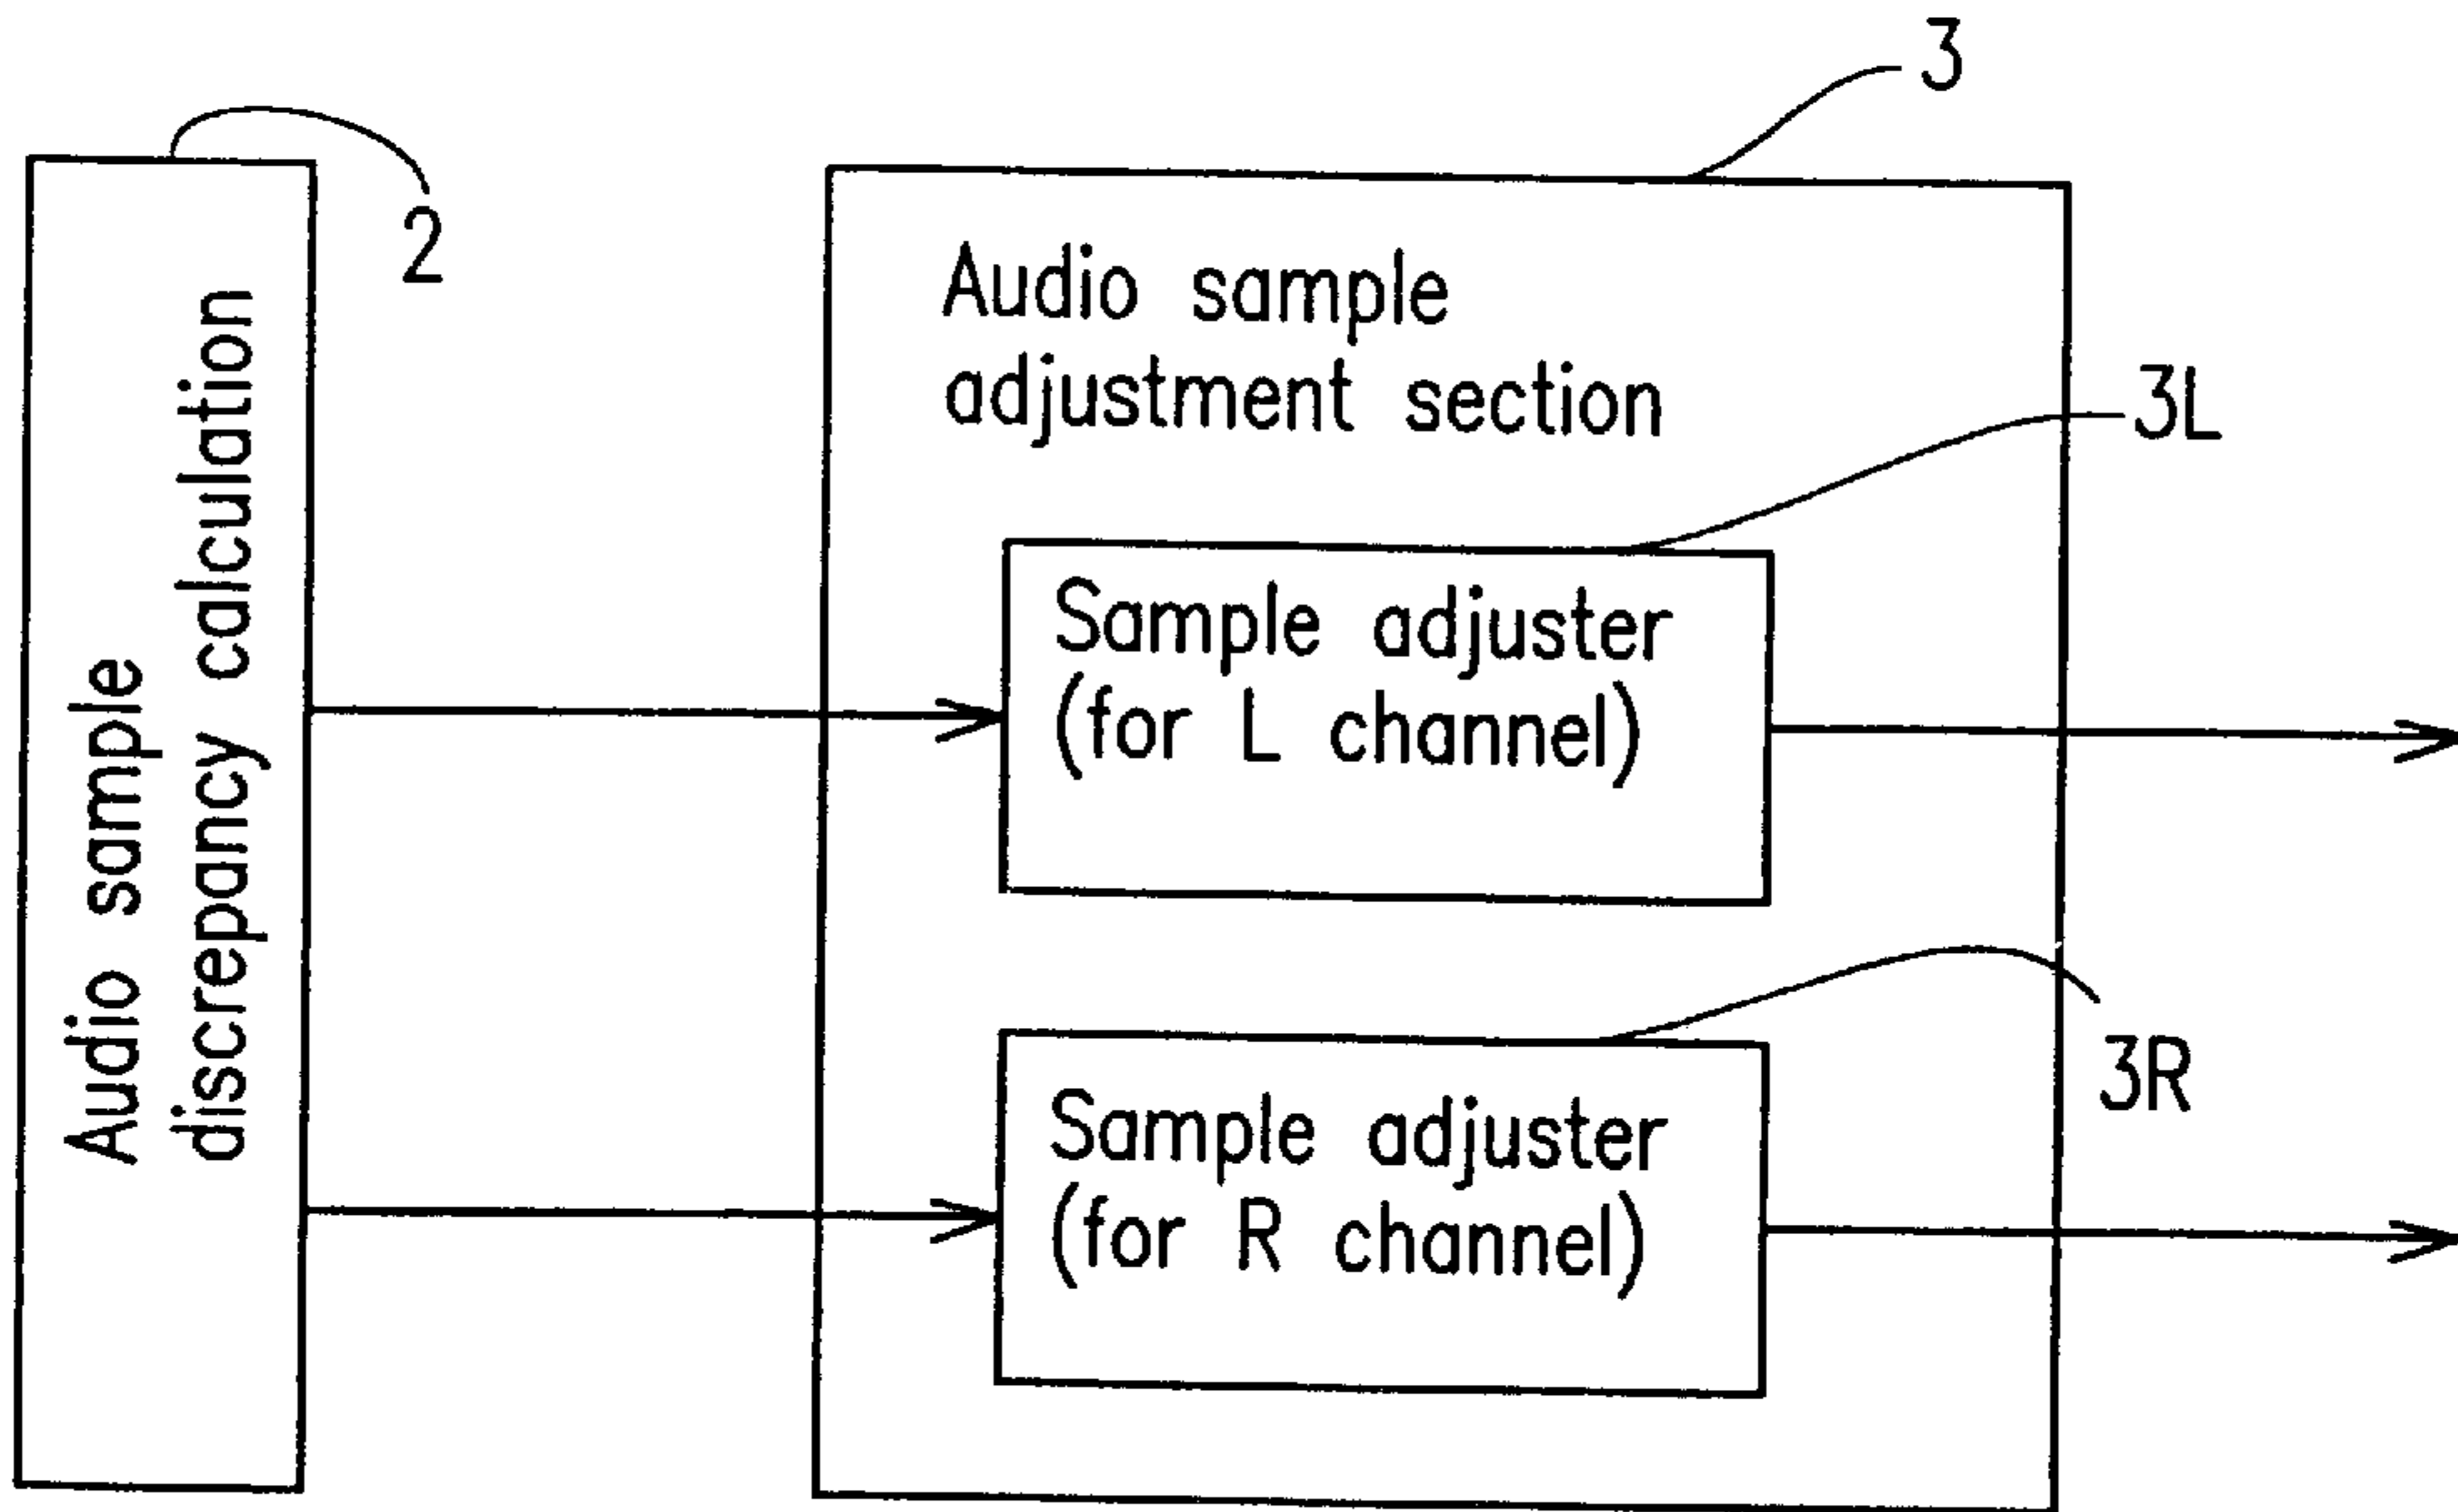 3
2
Audio sample
discrepancy calculation
Audio sample
adjustment section
3L
Sample adjuster
(for L channel)
3R
Sample adjuster
(for R channel)